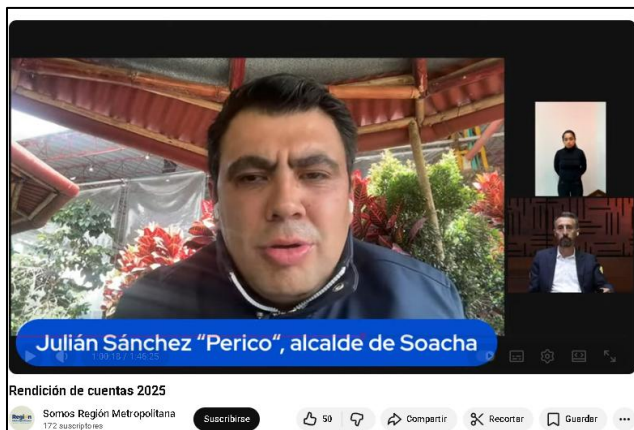 Julián Sánchez “Perico“, alcalde de Soacha
1:00:18 / 1:46:25
Rendición de cuentas 2025
Región
Somos Región Metropolitana
172 suscriptores
Suscribirse
50
Compartir
Recortar
Guardar